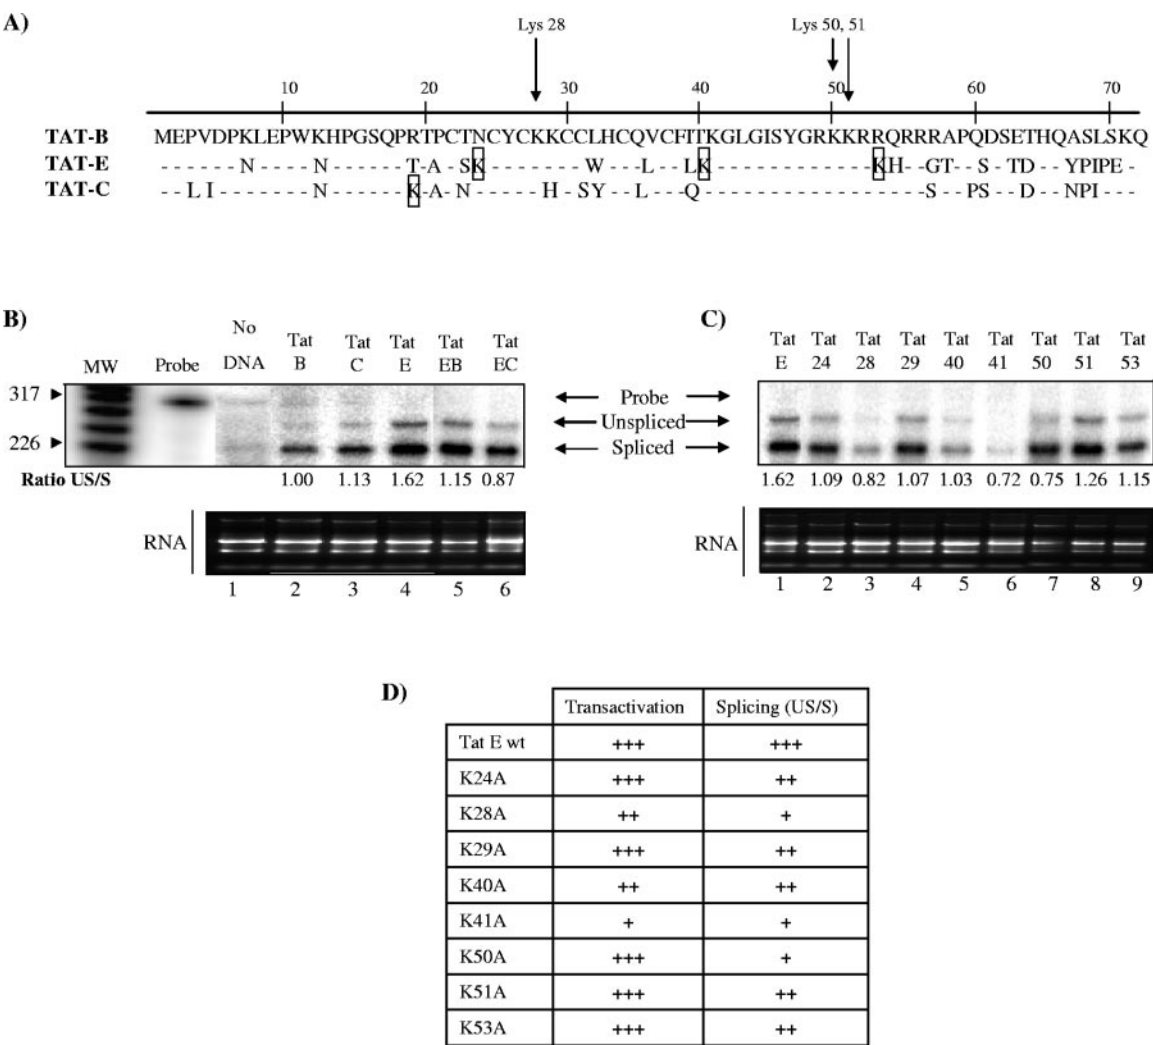 A)
Lys 28
Lys 50, 51
10 20 30 40 50 60 70
TAT-B MEPVDPKLEPWKHPGSQPRTPCTNCYCKKCCLHCQVCFITKGLGISYGRKKRRQRRRAPQDSETHQASLSKQ
TAT-E ------N----N------T-A-SK-------W---L--LK------------KH--GT--S-TD--YPIPE-
TAT-C --LI-------N------K-A-N-----H-SY---L--Q-----------------S--PS--D--NPI---
B)
MW Probe No DNA Tat B Tat C Tat E Tat EB Tat EC
317
226
Probe
Unspliced
Spliced
Ratio US/S 1.00 1.13 1.62 1.15 0.87
RNA
1 2 3 4 5 6
C)
Tat E Tat 24 Tat 28 Tat 29 Tat 40 Tat 41 Tat 50 Tat 51 Tat 53
1.62 1.09 0.82 1.07 1.03 0.72 0.75 1.26 1.15
RNA
1 2 3 4 5 6 7 8 9
D)
Transactivation Splicing (US/S)
Tat E wt +++ +++
K24A +++ ++
K28A ++ +
K29A +++ ++
K40A ++ ++
K41A + +
K50A +++ +
K51A +++ ++
K53A +++ ++